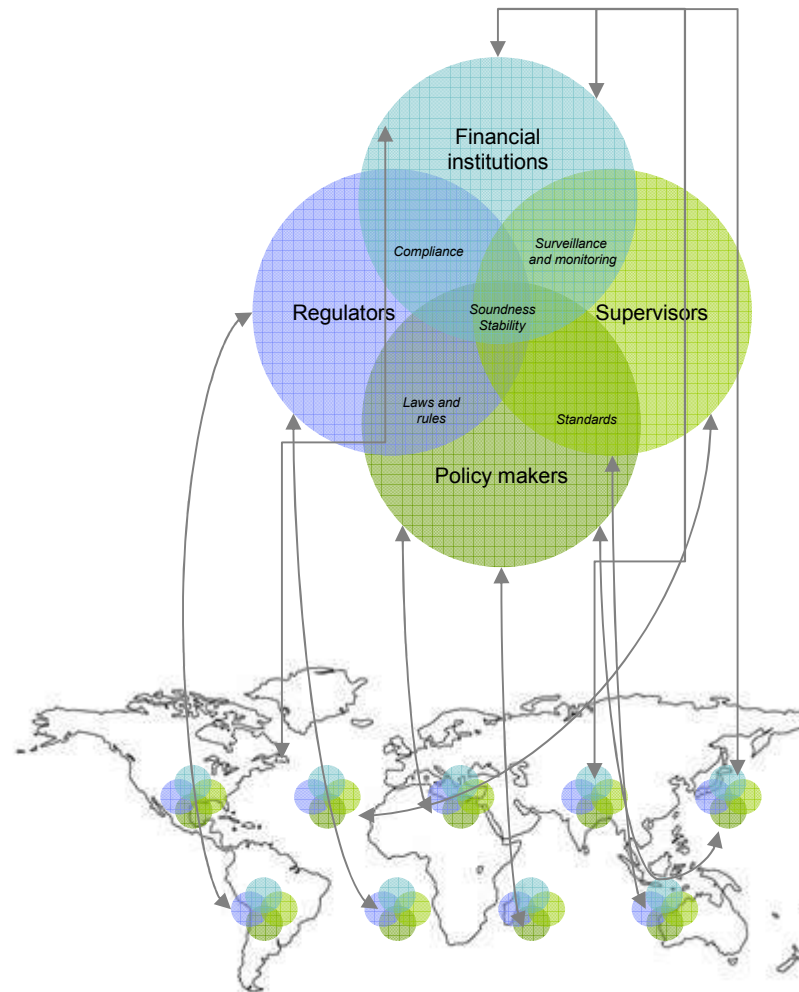 Financial
institutions
Compliance
Surveillance
and monitoring
Regulators
Soundness
Stability
Supervisors
Laws and
rules
Standards
Policy makers